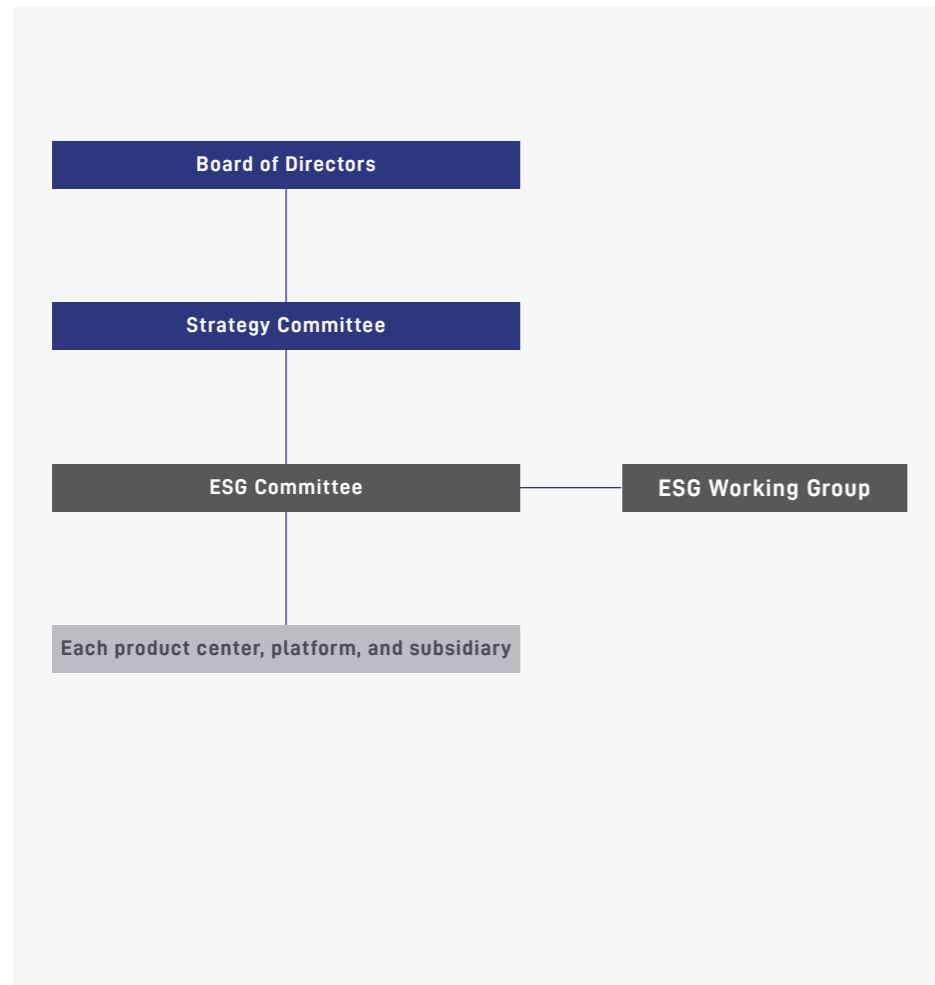 Board of Directors
Strategy Committee
ESG Committee
ESG Working Group
Each product center, platform, and subsidiary